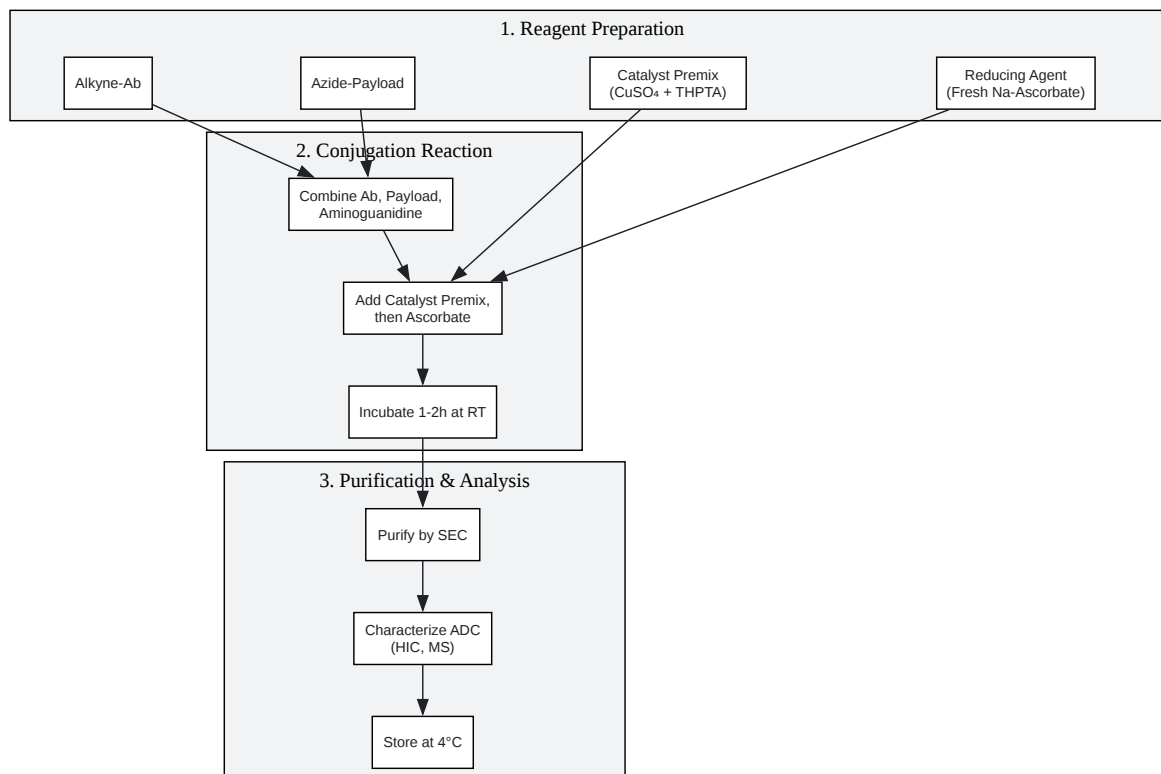 1. Reagent Preparation
Alkyne-Ab
Azide-Payload
Catalyst Premix
(CuSO₄ + THPTA)
Reducing Agent
(Fresh Na-Ascorbate)
2. Conjugation Reaction
Combine Ab, Payload,
Aminoguanidine
Add Catalyst Premix,
then Ascorbate
Incubate 1-2h at RT
3. Purification & Analysis
Purify by SEC
Characterize ADC
(HIC, MS)
Store at 4°C